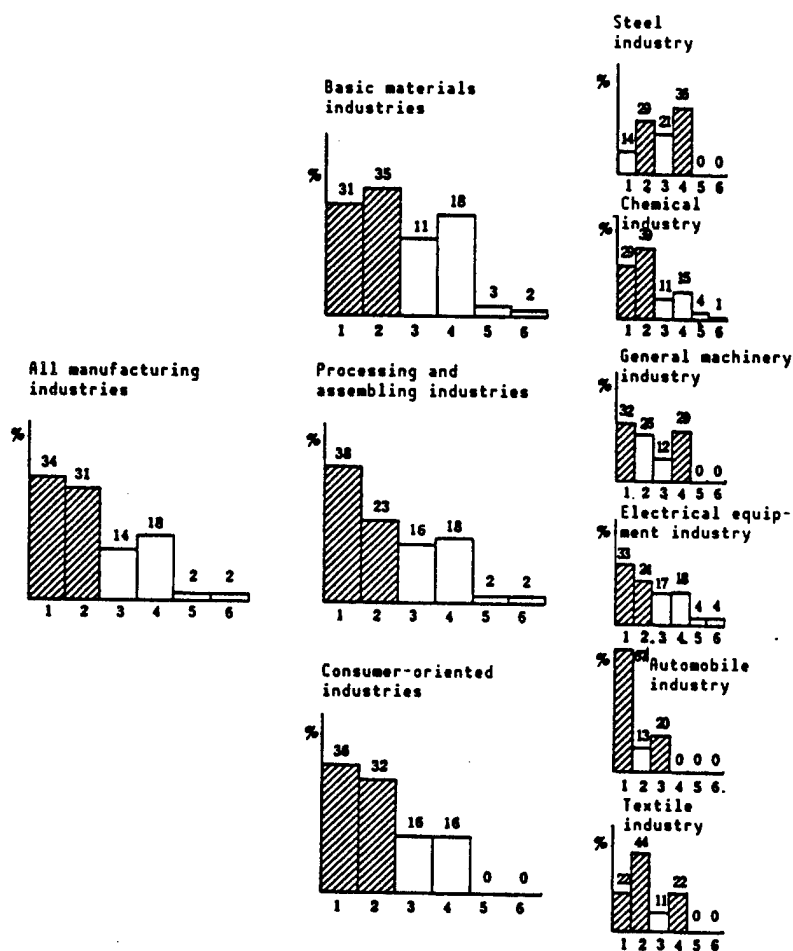 All manufacturing
industries
%
34
31
14
18
2
2
1 2 3 4 5 6
Basic materials
industries
%
31
35
11
18
3
2
1 2 3 4 5 6
Processing and
assembling industries
%
38
23
16
18
2
2
1 2 3 4 5 6
Consumer-oriented
industries
%
36
32
16
16
0
0
1 2 3 4 5 6
Steel
industry
%
14
29
21
36
0 0
1 2 3 4 5 6
Chemical
industry
%
29
39
11
15
4
1
1 2 3 4 5 6
General machinery
industry
%
32
26
12
29
0 0
1. 2 3 4 5 6
Electrical equip-
ment industry
%
33
24
17
18
4 4
1 2. 3 4. 5 6
Automobile
industry
%
13
20
0 0 0
1 2 3 4 5 6.
Textile
industry
%
22
44
11
22
0 0
1 2 3 4 5 6